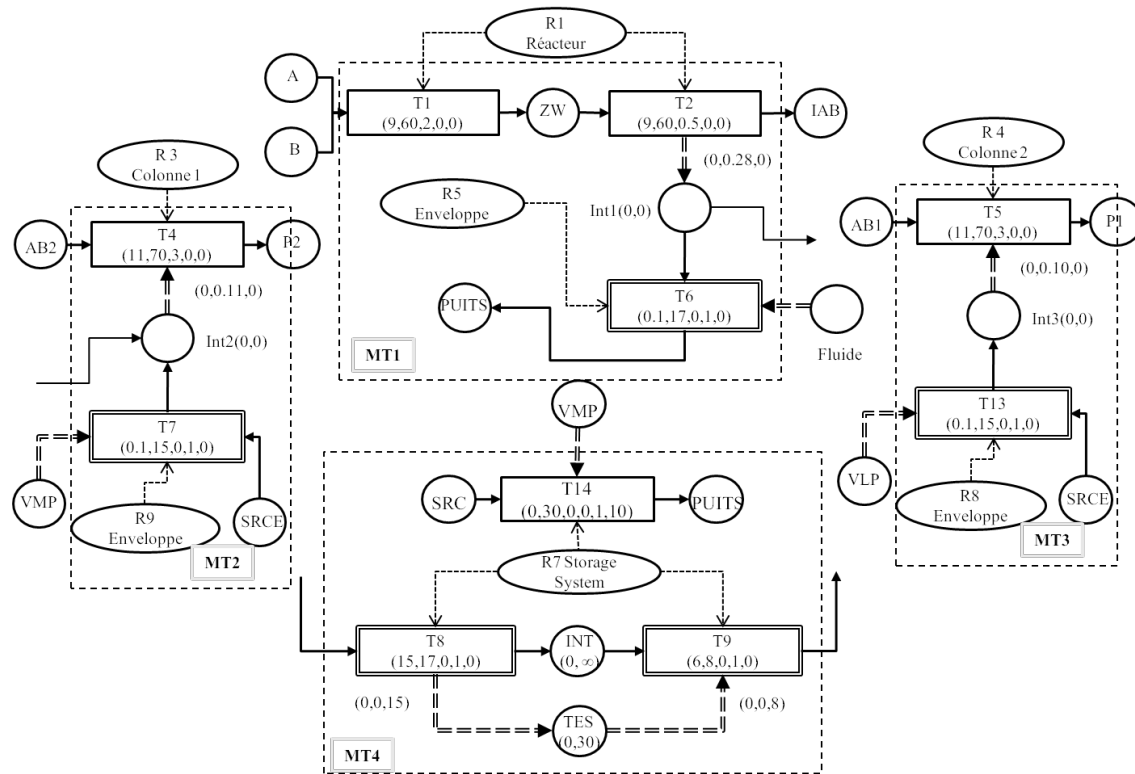 R1
Réacteur
A
B
T1
(9,60,2,0,0)
ZW
T2
(9,60,0.5,0,0)
IAB
(0,0.28,0)
R5
Enveloppe
Int1(0,0)
T6
(0.1,17,0,1,0)
PUITS
Fluide
MT1
R 3
Colonne1
AB2
T4
(11,70,3,0,0)
P2
(0,0.11,0)
Int2(0,0)
T7
(0.1,15,0,1,0)
VMP
R9
Enveloppe
SRCE
MT2
R 4
Colonne2
AB1
T5
(11,70,3,0,0)
P1
(0,0.10,0)
Int3(0,0)
T13
(0.1,15,0,1,0)
VLP
R8
Enveloppe
SRCE
MT3
VMP
SRC
T14
(0,30,0,0,1,10)
PUITS
R7 Storage
System
T8
(15,17,0,1,0)
INT
(0, ∞)
T9
(6,8,0,1,0)
(0,0,15)
(0,0,8)
TES
(0,30)
MT4